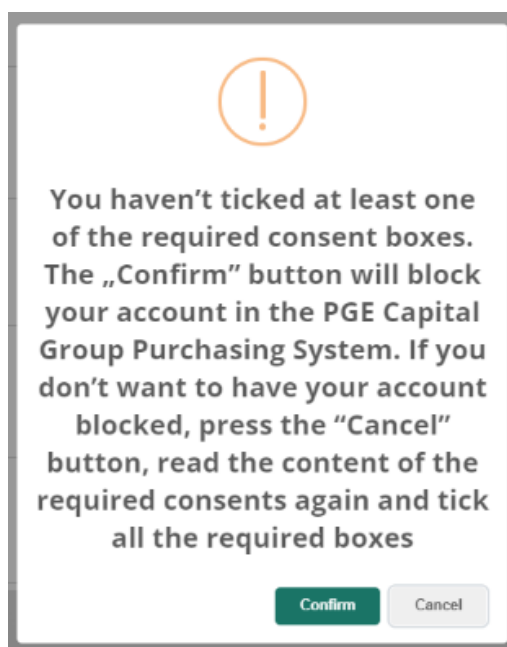 You haven’t ticked at least one
of the required consent boxes.
The „Confirm” button will block
your account in the PGE Capital
Group Purchasing System. If you
don’t want to have your account
blocked, press the “Cancel”
button, read the content of the
required consents again and tick
all the required boxes
Confirm Cancel